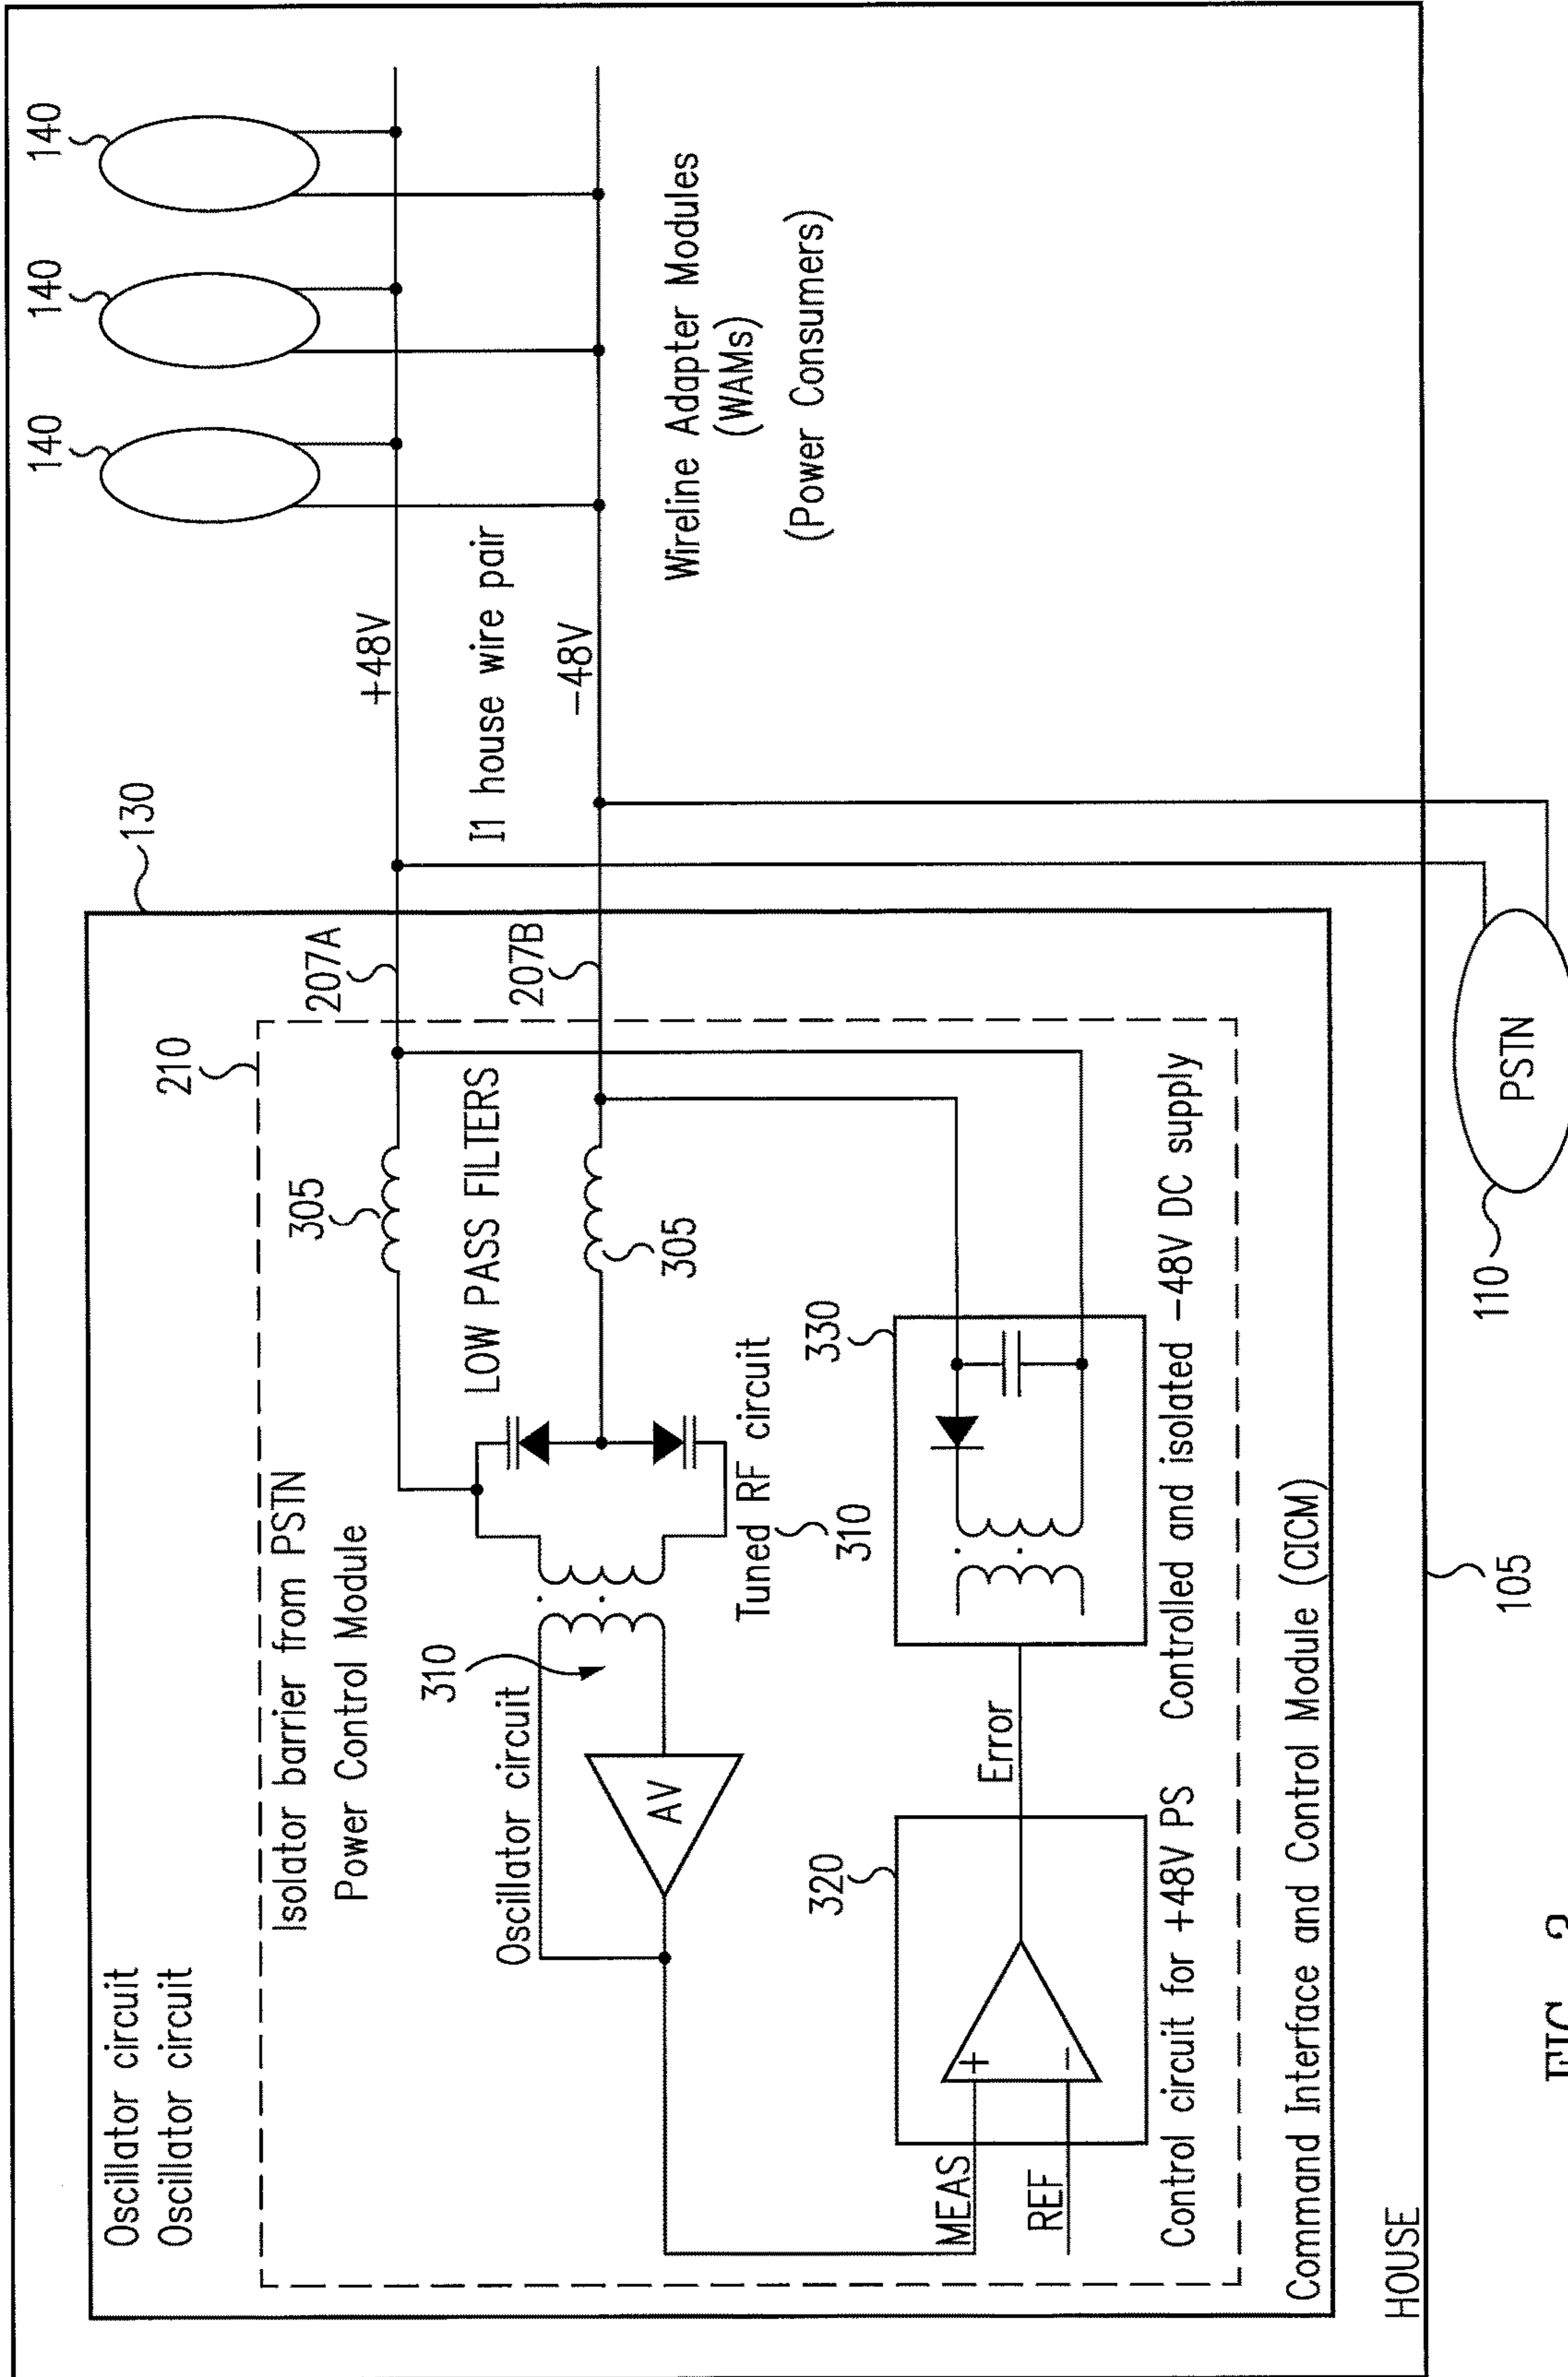 Oscillator circuit
Oscillator circuit
130
210
Isolator barrier from PSTN
Power Control Module
207A
207B
305
LOW PASS FILTERS
305
310
Oscillator circuit
AV
Tuned RF circuit
310
320
MEAS
REF
+
-
Error
330
Control circuit for +48V PS
Controlled and isolated -48V DC supply
Command Interface and Control Module (CICM)
HOUSE
105
140
140
140
+48V
I1 house wire pair
-48V
Wireline Adapter Modules
(WAMs)
(Power Consumers)
110
PSTN